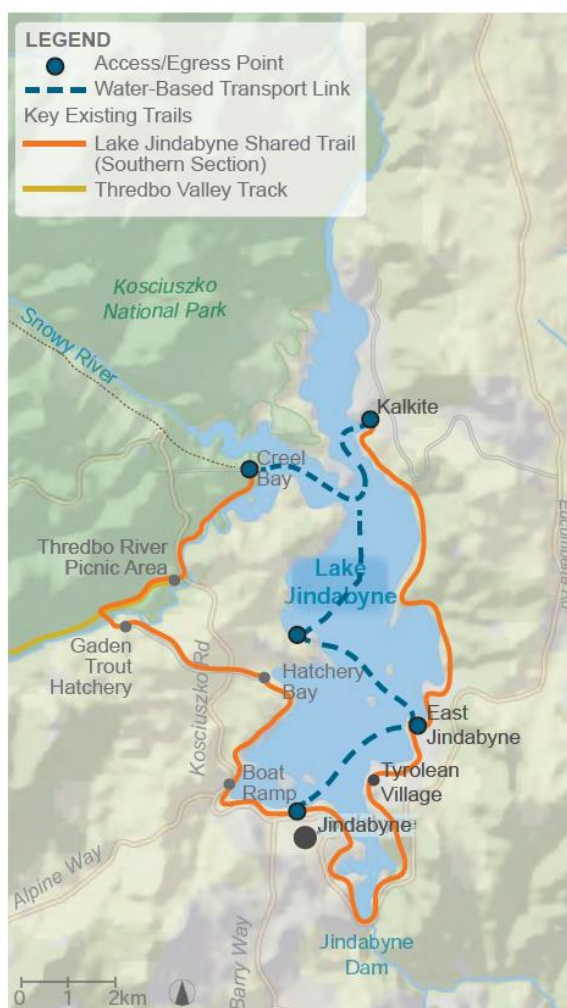 LEGEND
Access/Egress Point
Water-Based Transport Link
Key Existing Trails
Lake Jindabyne Shared Trail
(Southern Section)
Thredbo Valley Track
Kosciuszko
National Park
Snowy River
Kalkite
Creel
Bay
Eucumbene Rd
Thredbo River
Picnic Area
Lake
Jindabyne
Gaden
Trout
Hatchery
Kosciuszko Rd
Hatchery
Bay
East
Jindabyne
Boat
Ramp
Tyrolean
Village
Jindabyne
Alpine Way
Barry Way
Jindabyne
Dam
0 1 2km